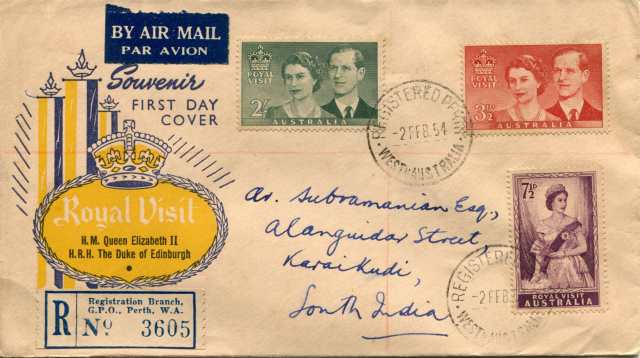 BY AIR MAIL
PAR AVION
Souvenir
FIRST DAY
COVER
Royal Visit
H.M. Queen Elizabeth II
H.R.H. The Duke of Edinburgh
R
Registration Branch,
G.P.O., Perth, W.A.
No 3605
ROYAL
VISIT
2/-
AUSTRALIA
ROYAL
VISIT
3½D
AUSTRALIA
REGISTERED
-2 FEB.54
WEST AUSTRALIA
Av. Subramanian Esq.,
Alangudar Street,
Karaikudi,
South India
7½D
ROYAL VISIT
AUSTRALIA
REGISTERED
-2 FEB
WEST AUSTRALIA